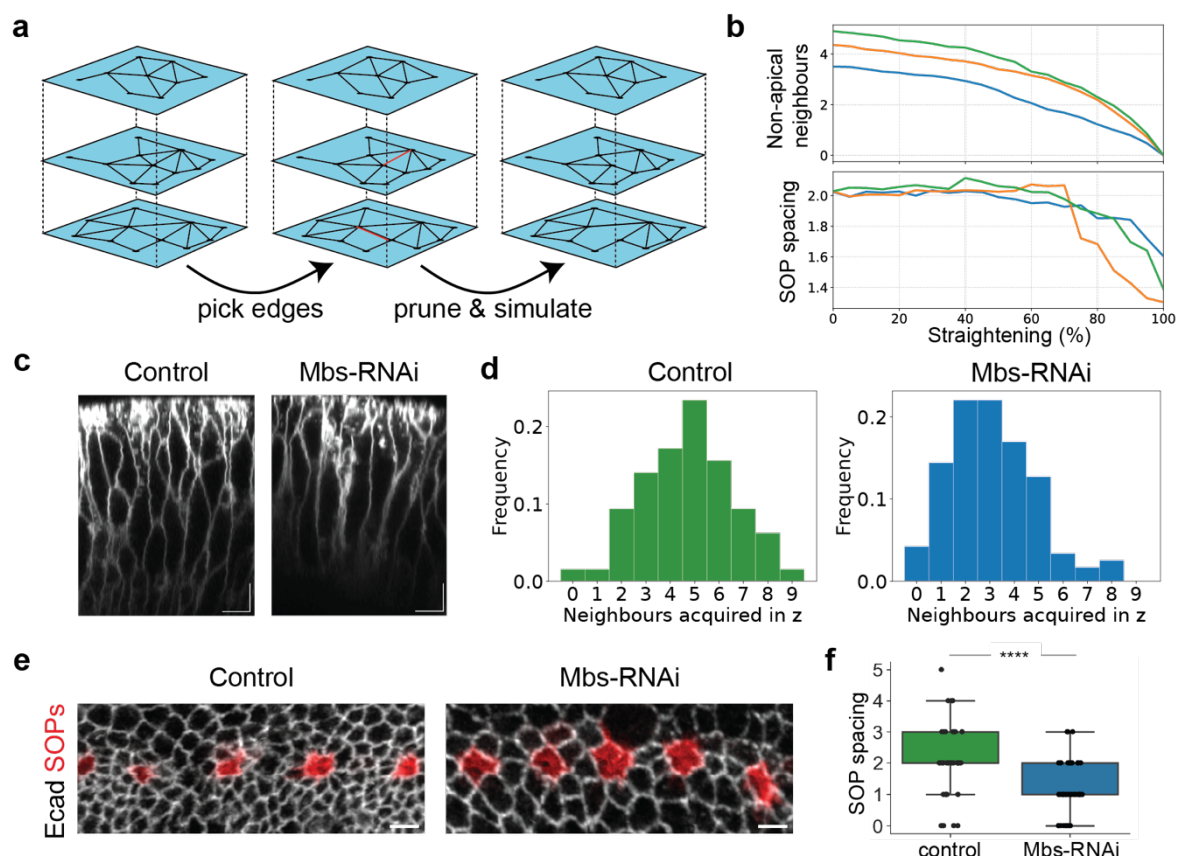 a
pick edges
prune & simulate
b
Non-apical
neighbours
4
2
0
SOP spacing
2.0
1.8
1.6
1.4
0 20 40 60 80 100
Straightening (%)
c
Control Mbs-RNAi
d
Control
Frequency
0.2
0.1
0.0
0 1 2 3 4 5 6 7 8 9
Neighbours acquired in z
Mbs-RNAi
Frequency
0.2
0.1
0.0
0 1 2 3 4 5 6 7 8 9
Neighbours acquired in z
e
Control Mbs-RNAi
Ecad SOPs
f
****
SOP spacing
5
4
3
2
1
0
control Mbs-RNAi